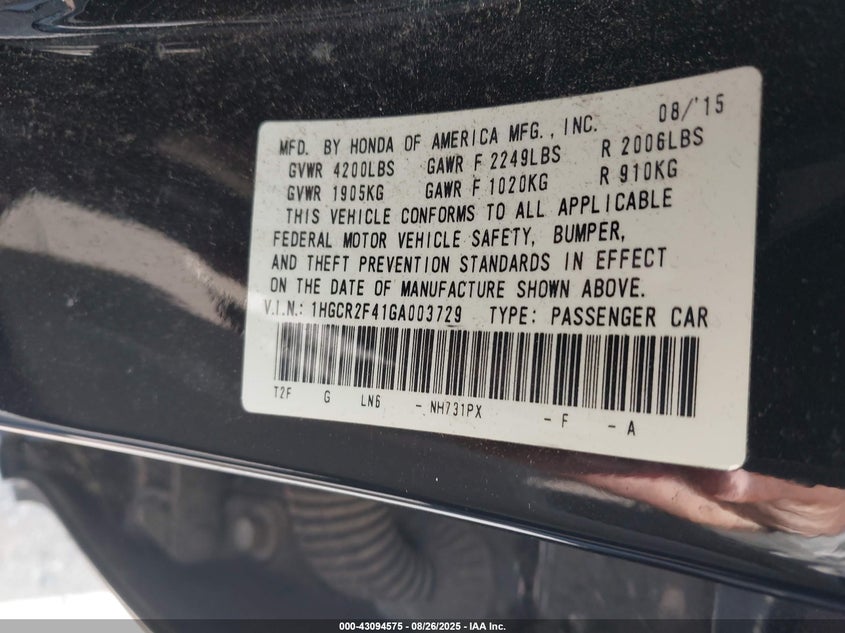 08/'15
MFD. BY HONDA OF AMERICA MFG., INC.
GVWR 4200LBS GAWR F 2249LBS R 2006LBS
GVWR 1905KG GAWR F 1020KG R 910KG
THIS VEHICLE CONFORMS TO ALL APPLICABLE
FEDERAL MOTOR VEHICLE SAFETY, BUMPER,
AND THEFT PREVENTION STANDARDS IN EFFECT
ON THE DATE OF MANUFACTURE SHOWN ABOVE.
V.I.N.: 1HGCR2F41GA003729 TYPE: PASSENGER CAR
T2F G LN6 - NH731PX - F - A
000-43094575 - 08/26/2025 - IAA Inc.